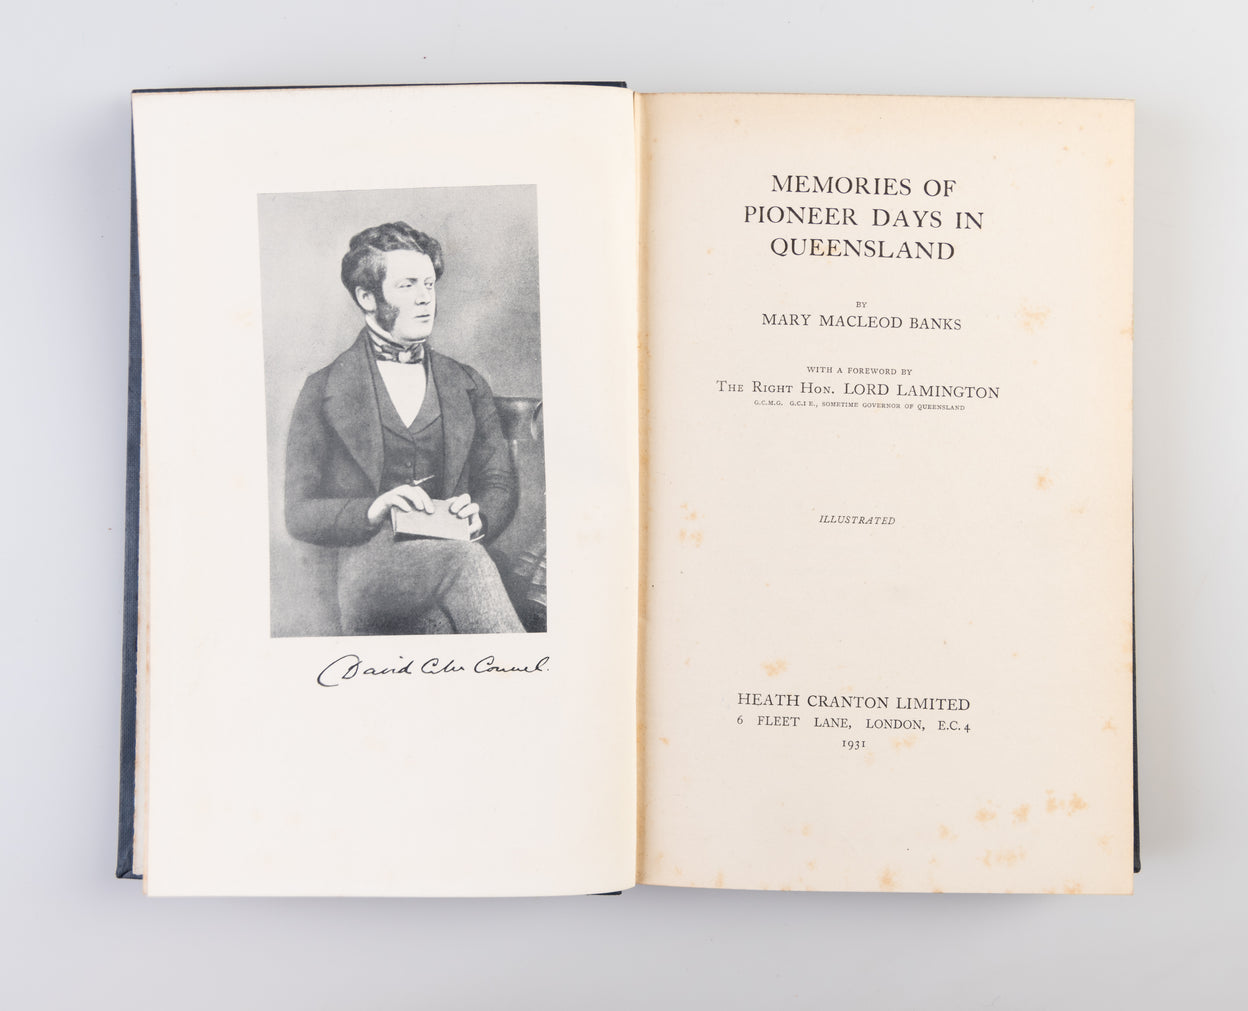 David C. McConnel.
MEMORIES OF
PIONEER DAYS IN
QUEENSLAND
BY
MARY MACLEOD BANKS
WITH A FOREWORD BY
THE RIGHT HON. LORD LAMINGTON
G.C.M.G. G.C.I E., SOMETIME GOVERNOR OF QUEENSLAND
ILLUSTRATED
HEATH CRANTON LIMITED
6 FLEET LANE, LONDON, E.C.4
1931